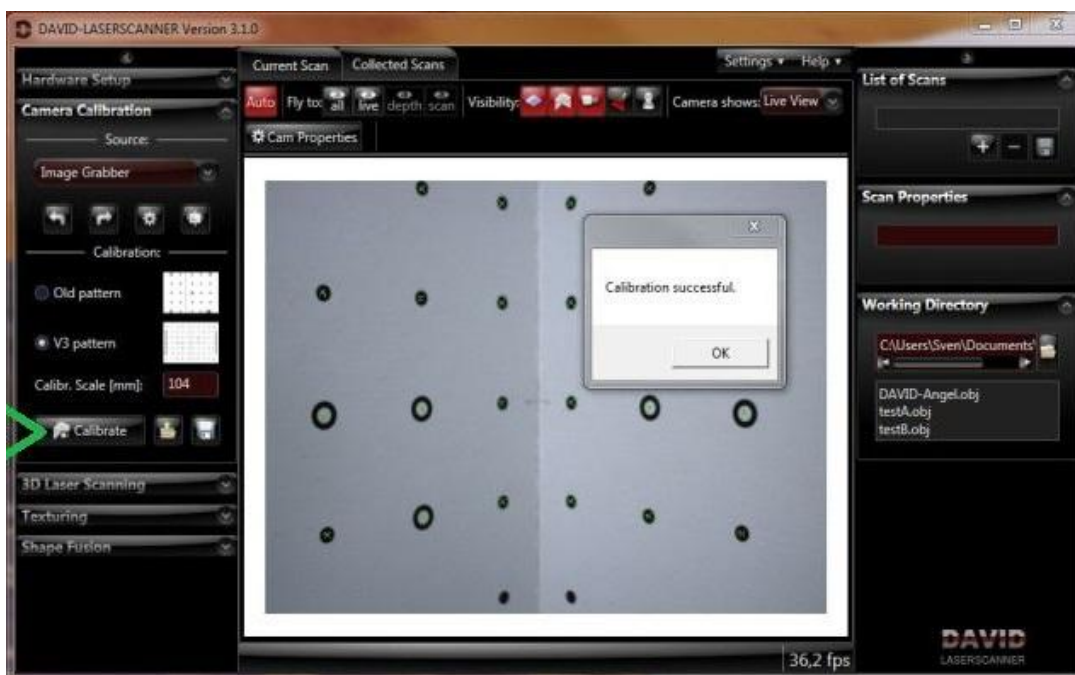 DAVID-LASERSCANNER Version 3.1.0
Hardware Setup
Camera Calibration
Source:
Image Grabber
Calibration:
Old pattern
V3 pattern
Calibr. Scale [mm]: 104
Calibrate
3D Laser Scanning
Texturing
Shape Fusion
Current Scan Collected Scans Settings Help
Auto Fly to: all live depth scan Visibility: Camera shows: Live View
Cam Properties
Calibration successful.
OK
36,2 fps
List of Scans
Scan Properties
Working Directory
C:\Users\Sven\Documents\
DAVID-Angel.obj
testA.obj
testB.obj
DAVID
LASERSCANNER